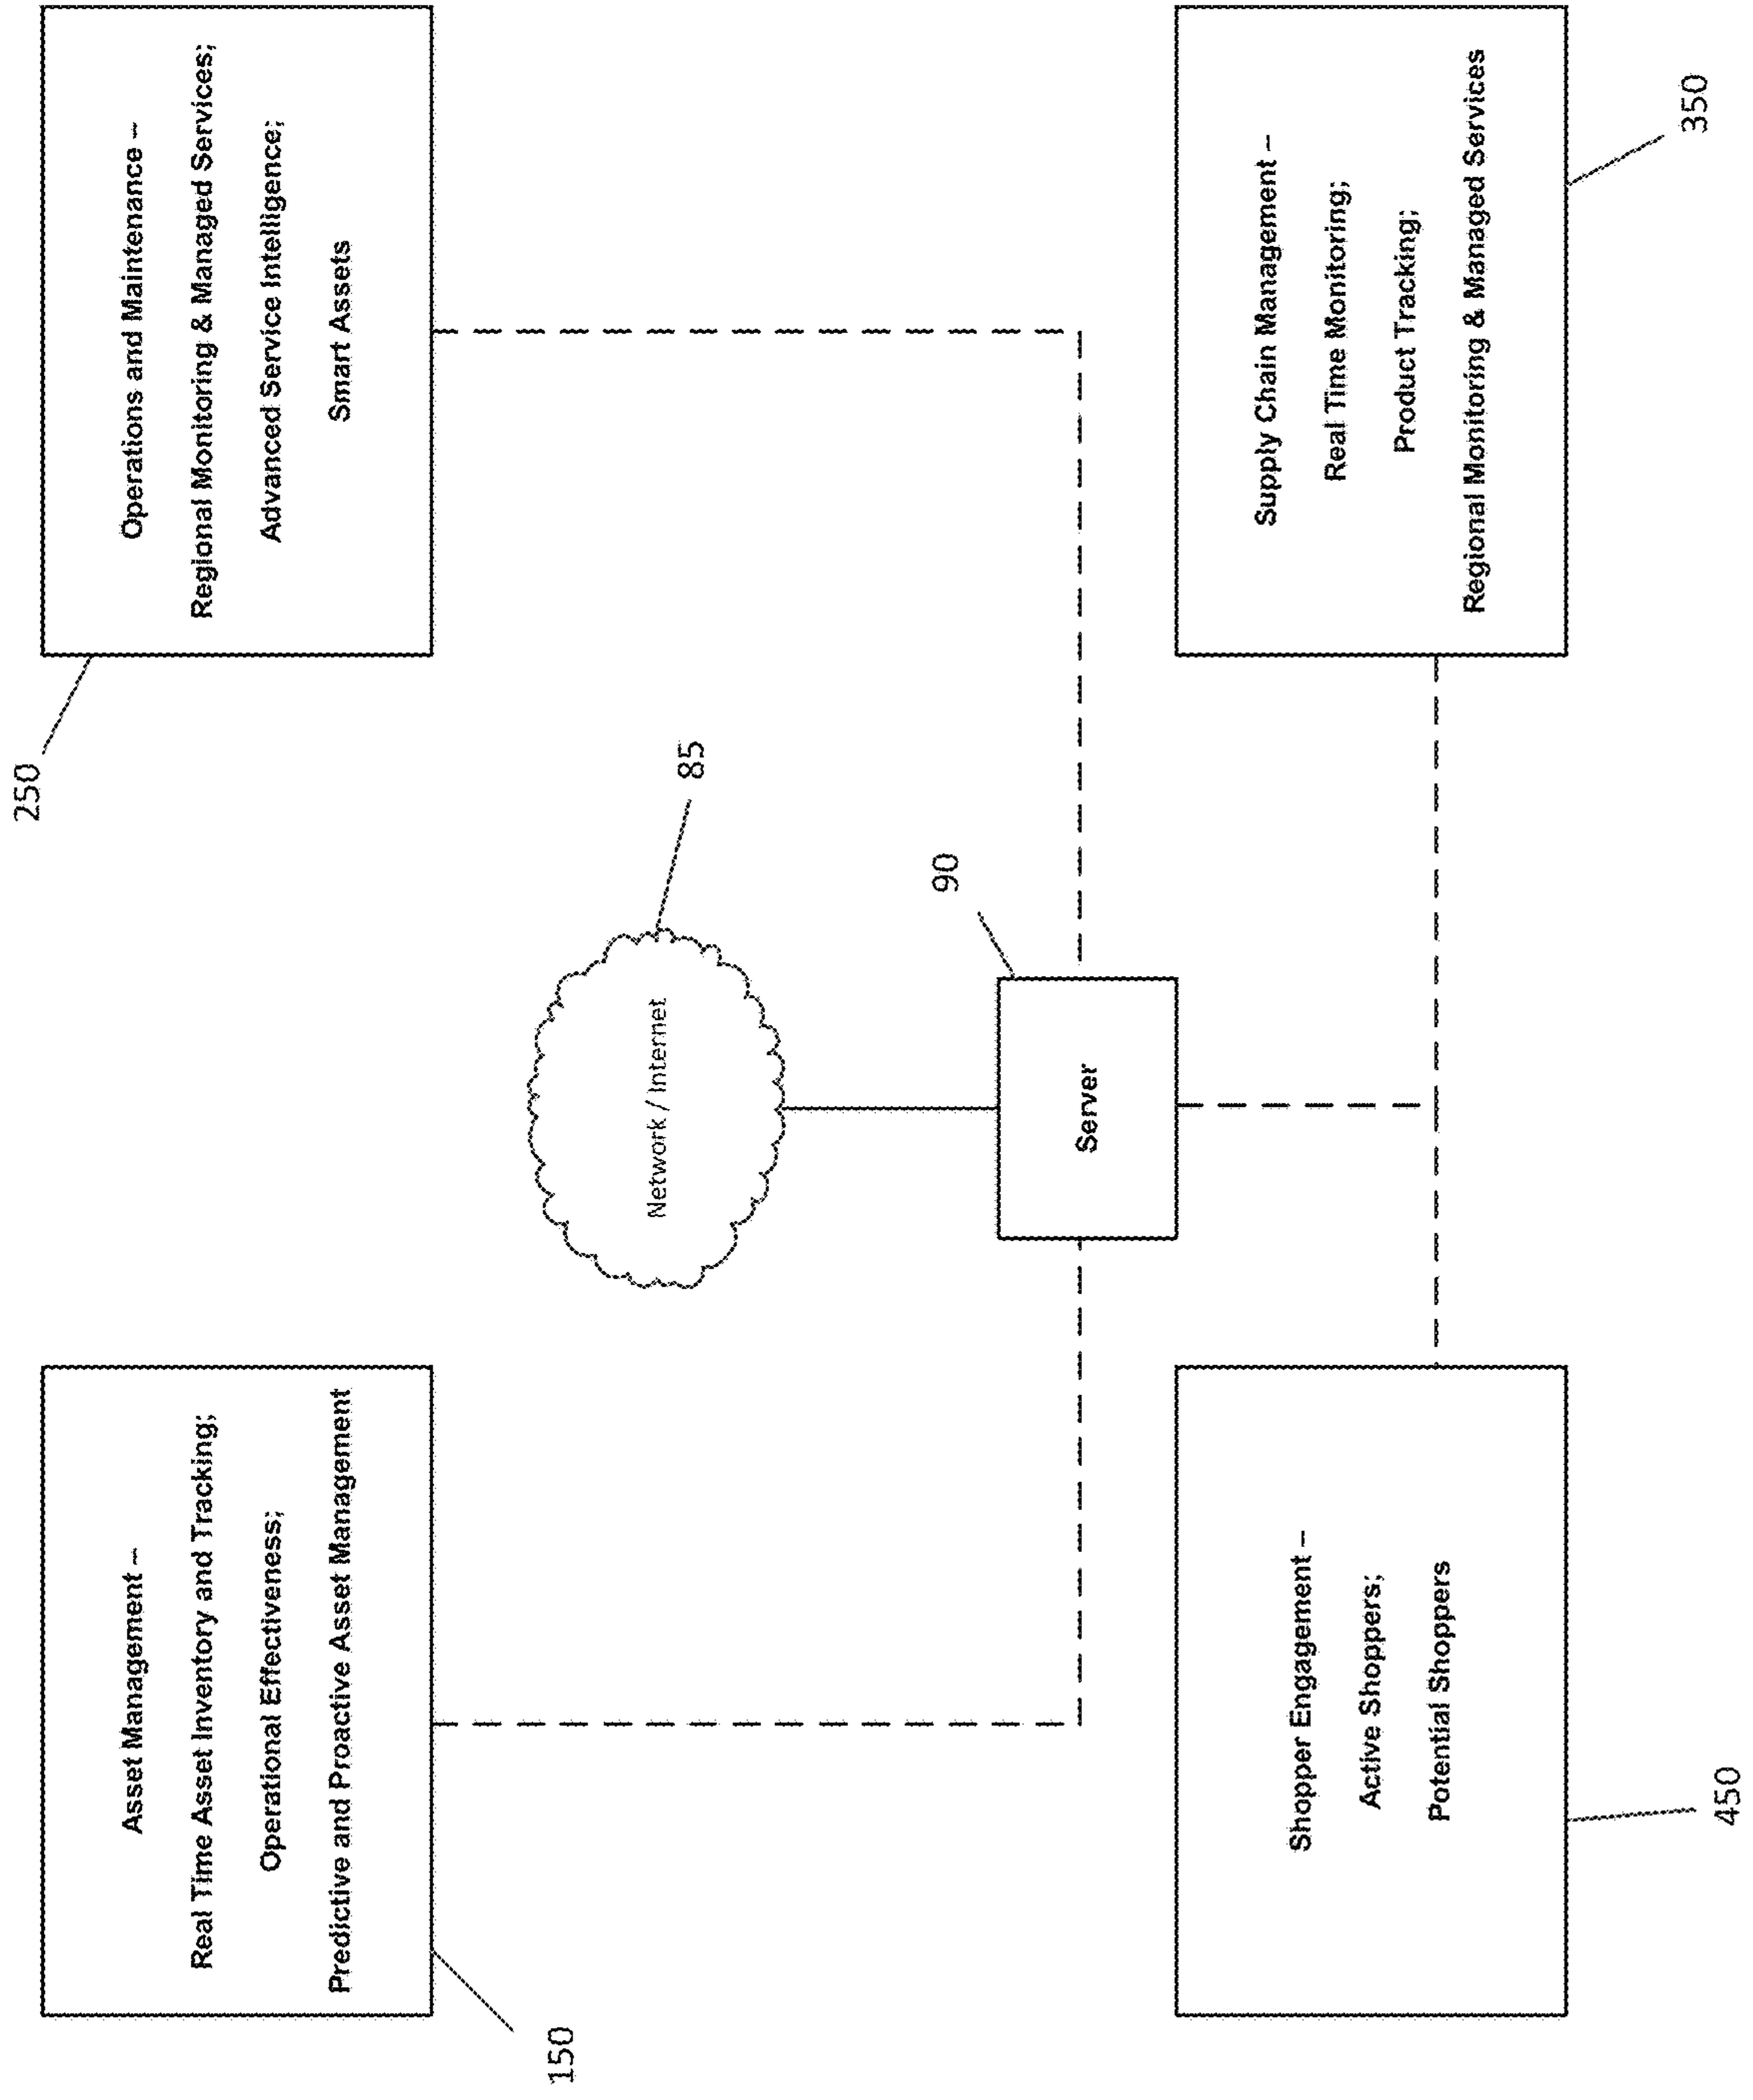 Asset Management –
Real Time Asset Inventory and Tracking;
Operational Effectiveness;
Predictive and Proactive Asset Management
150
Operations and Maintenance –
Regional Monitoring & Managed Services;
Advanced Service Intelligence;
Smart Assets
250
Network / Internet
85
90
Server
Shopper Engagement –
Active Shoppers;
Potential Shoppers
450
Supply Chain Management –
Real Time Monitoring;
Product Tracking;
Regional Monitoring & Managed Services
350